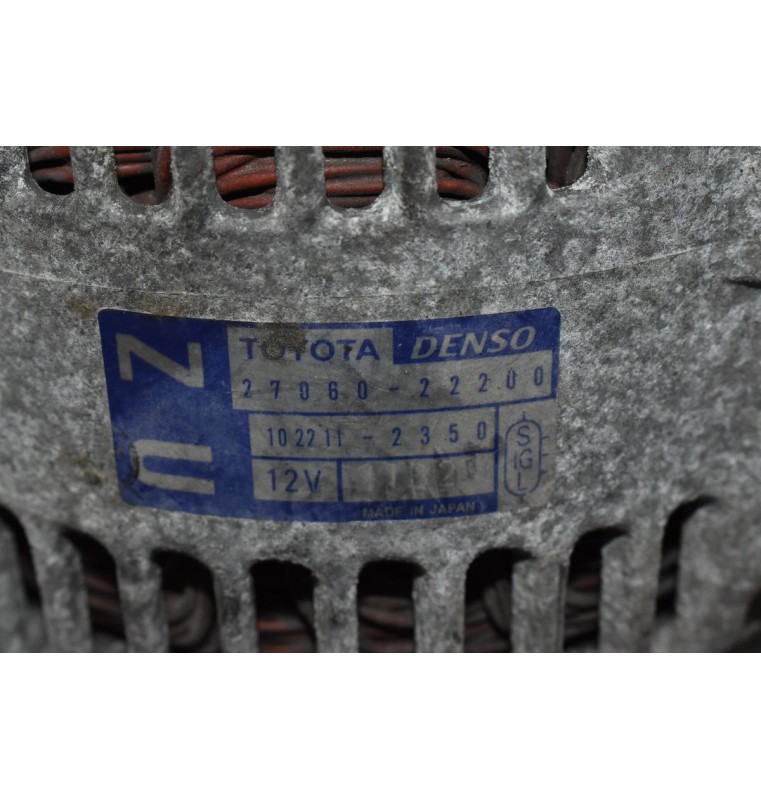 TOYOTA DENSO
27060-22200
102211-2350
12V
S
IG
L
MADE IN JAPAN